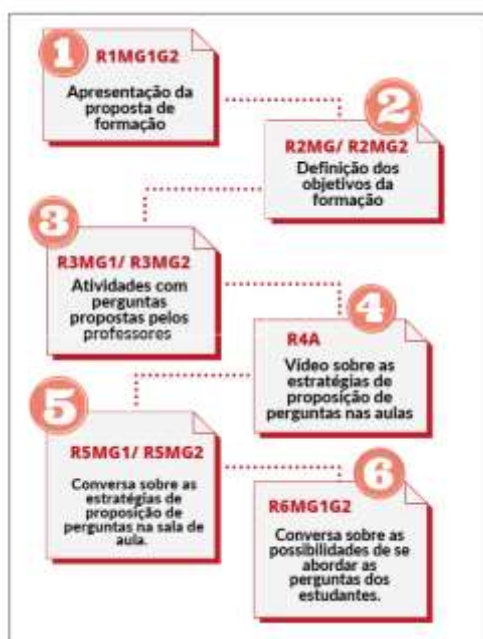 1
R1MG1G2
Apresentação da
proposta de
formação
2
R2MG/ R2MG2
Definição dos
objetivos da
formação
3
R3MG1/ R3MG2
Atividades com
perguntas
propostas pelos
professores
4
R4A
Vídeo sobre as
estratégias de
proposição de
perguntas nas aulas
5
R5MG1/ R5MG2
Conversa sobre as
estratégias de
proposição de
perguntas na sala de
aula.
6
R6MG1G2
Conversa sobre as
possibilidades de se
abordar as
perguntas dos
estudantes.